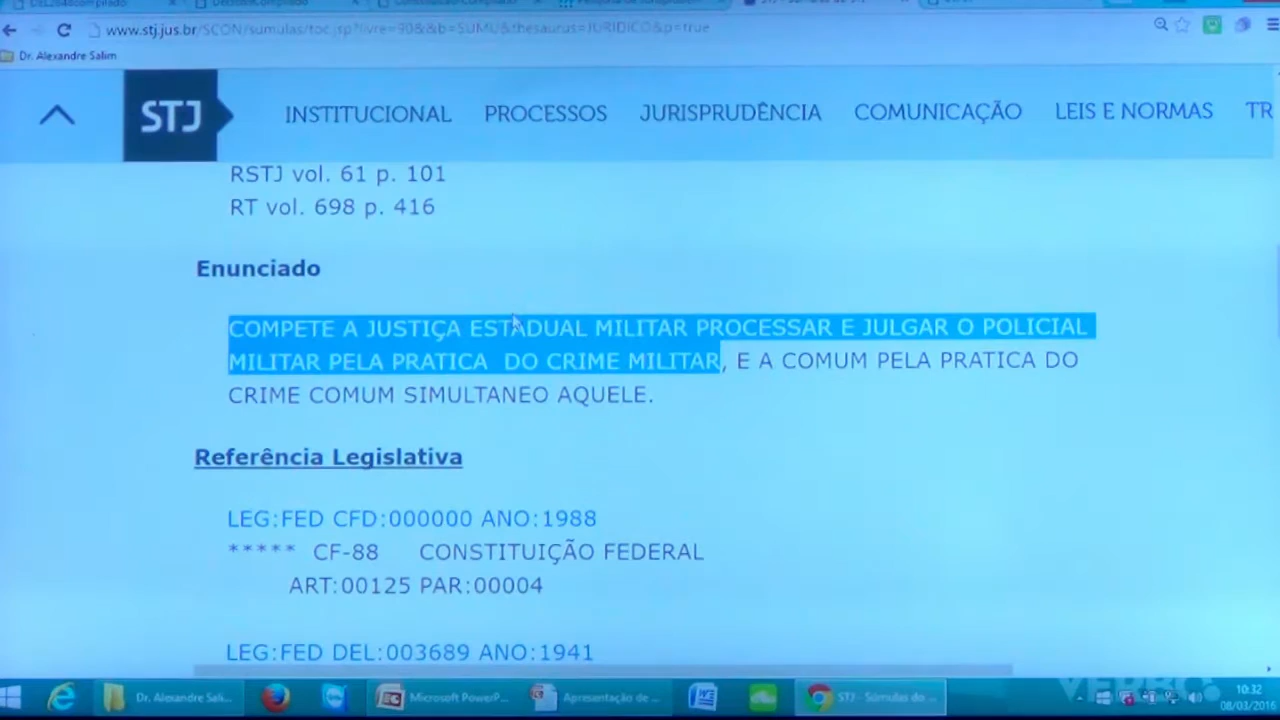 DEL2848compilado
www.stj.jus.br/SCON/sumulas/toc.jsp?livre=90&&b=SUMU&thesaurus=JURIDICO&p=true
Dr. Alexandre Salim
STJ INSTITUCIONAL PROCESSOS JURISPRUDÊNCIA COMUNICAÇÃO LEIS E NORMAS TR
RSTJ vol. 61 p. 101
RT vol. 698 p. 416
Enunciado
COMPETE A JUSTIÇA ESTADUAL MILITAR PROCESSAR E JULGAR O POLICIAL
MILITAR PELA PRATICA DO CRIME MILITAR, E A COMUM PELA PRATICA DO
CRIME COMUM SIMULTANEO AQUELE.
Referência Legislativa
LEG:FED CFD:000000 ANO:1988
***** CF-88 CONSTITUIÇÃO FEDERAL
ART:00125 PAR:00004
LEG:FED DEL:003689 ANO:1941
VERBO
Dr. Alexandre Sali... Microsoft PowerP... Apresentação de ... STJ - Súmulas do ... 10:32
08/03/2016